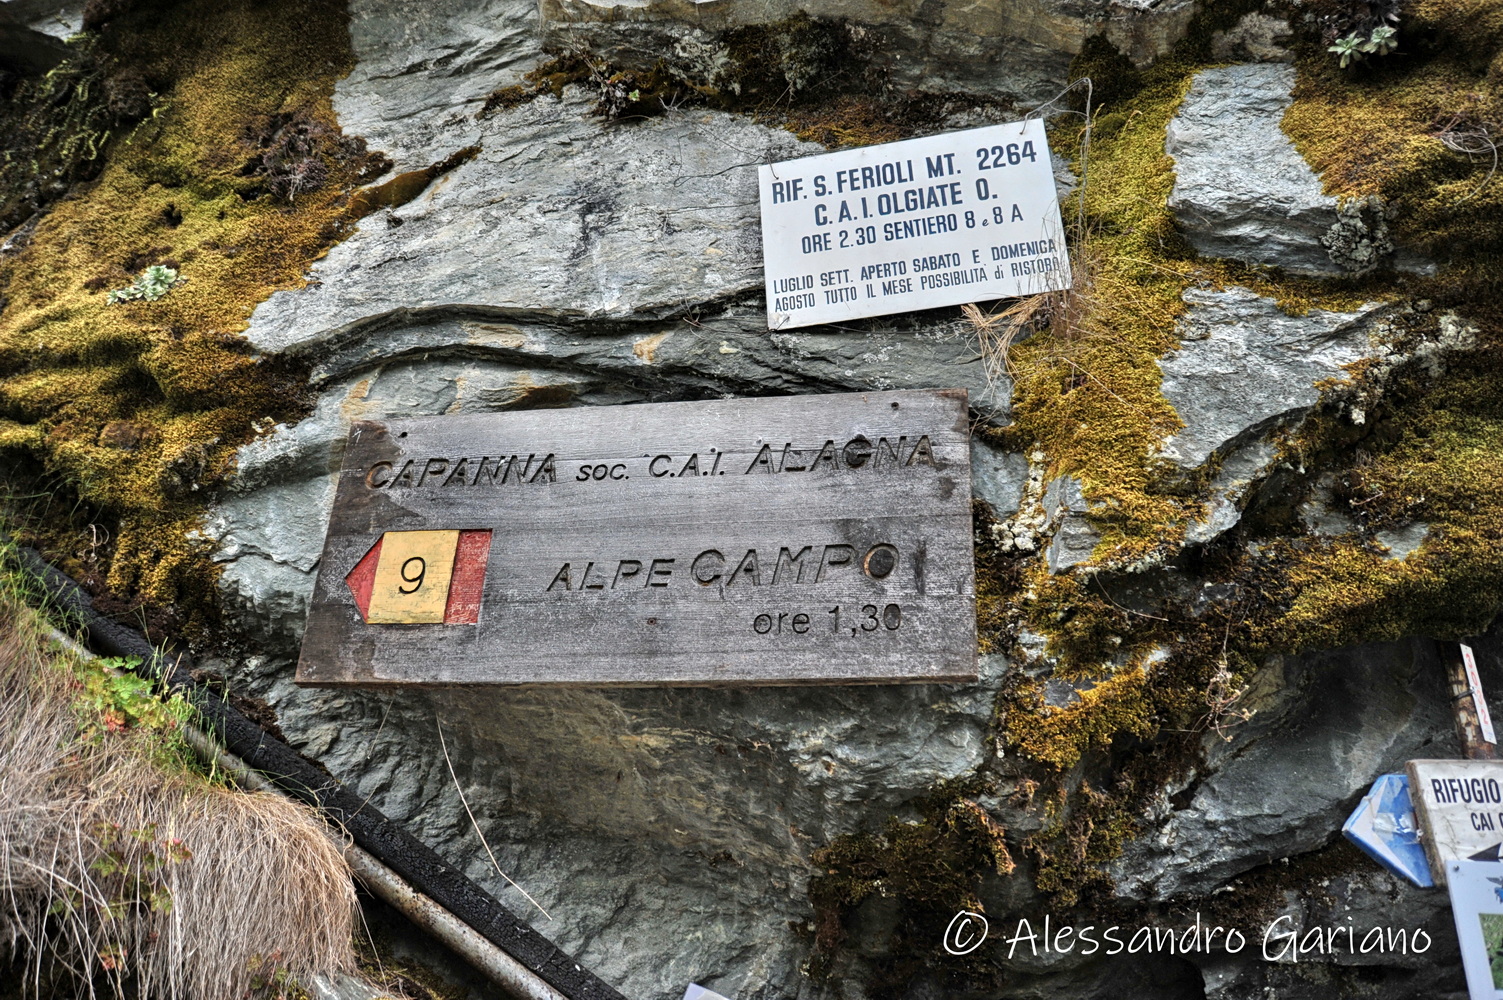 RIF. S. FERIOLI MT. 2264
C.A.I. OLGIATE O.
ORE 2.30 SENTIERO 8 e 8 A
LUGLIO SETT. APERTO SABATO E DOMENICA
AGOSTO TUTTO IL MESE POSSIBILITÀ di RISTORO
CAPANNA soc. C.A.I. ALAGNA
9
ALPE CAMPO
ore 1,30
RIFUGIO
CAI
© Alessandro Gariano